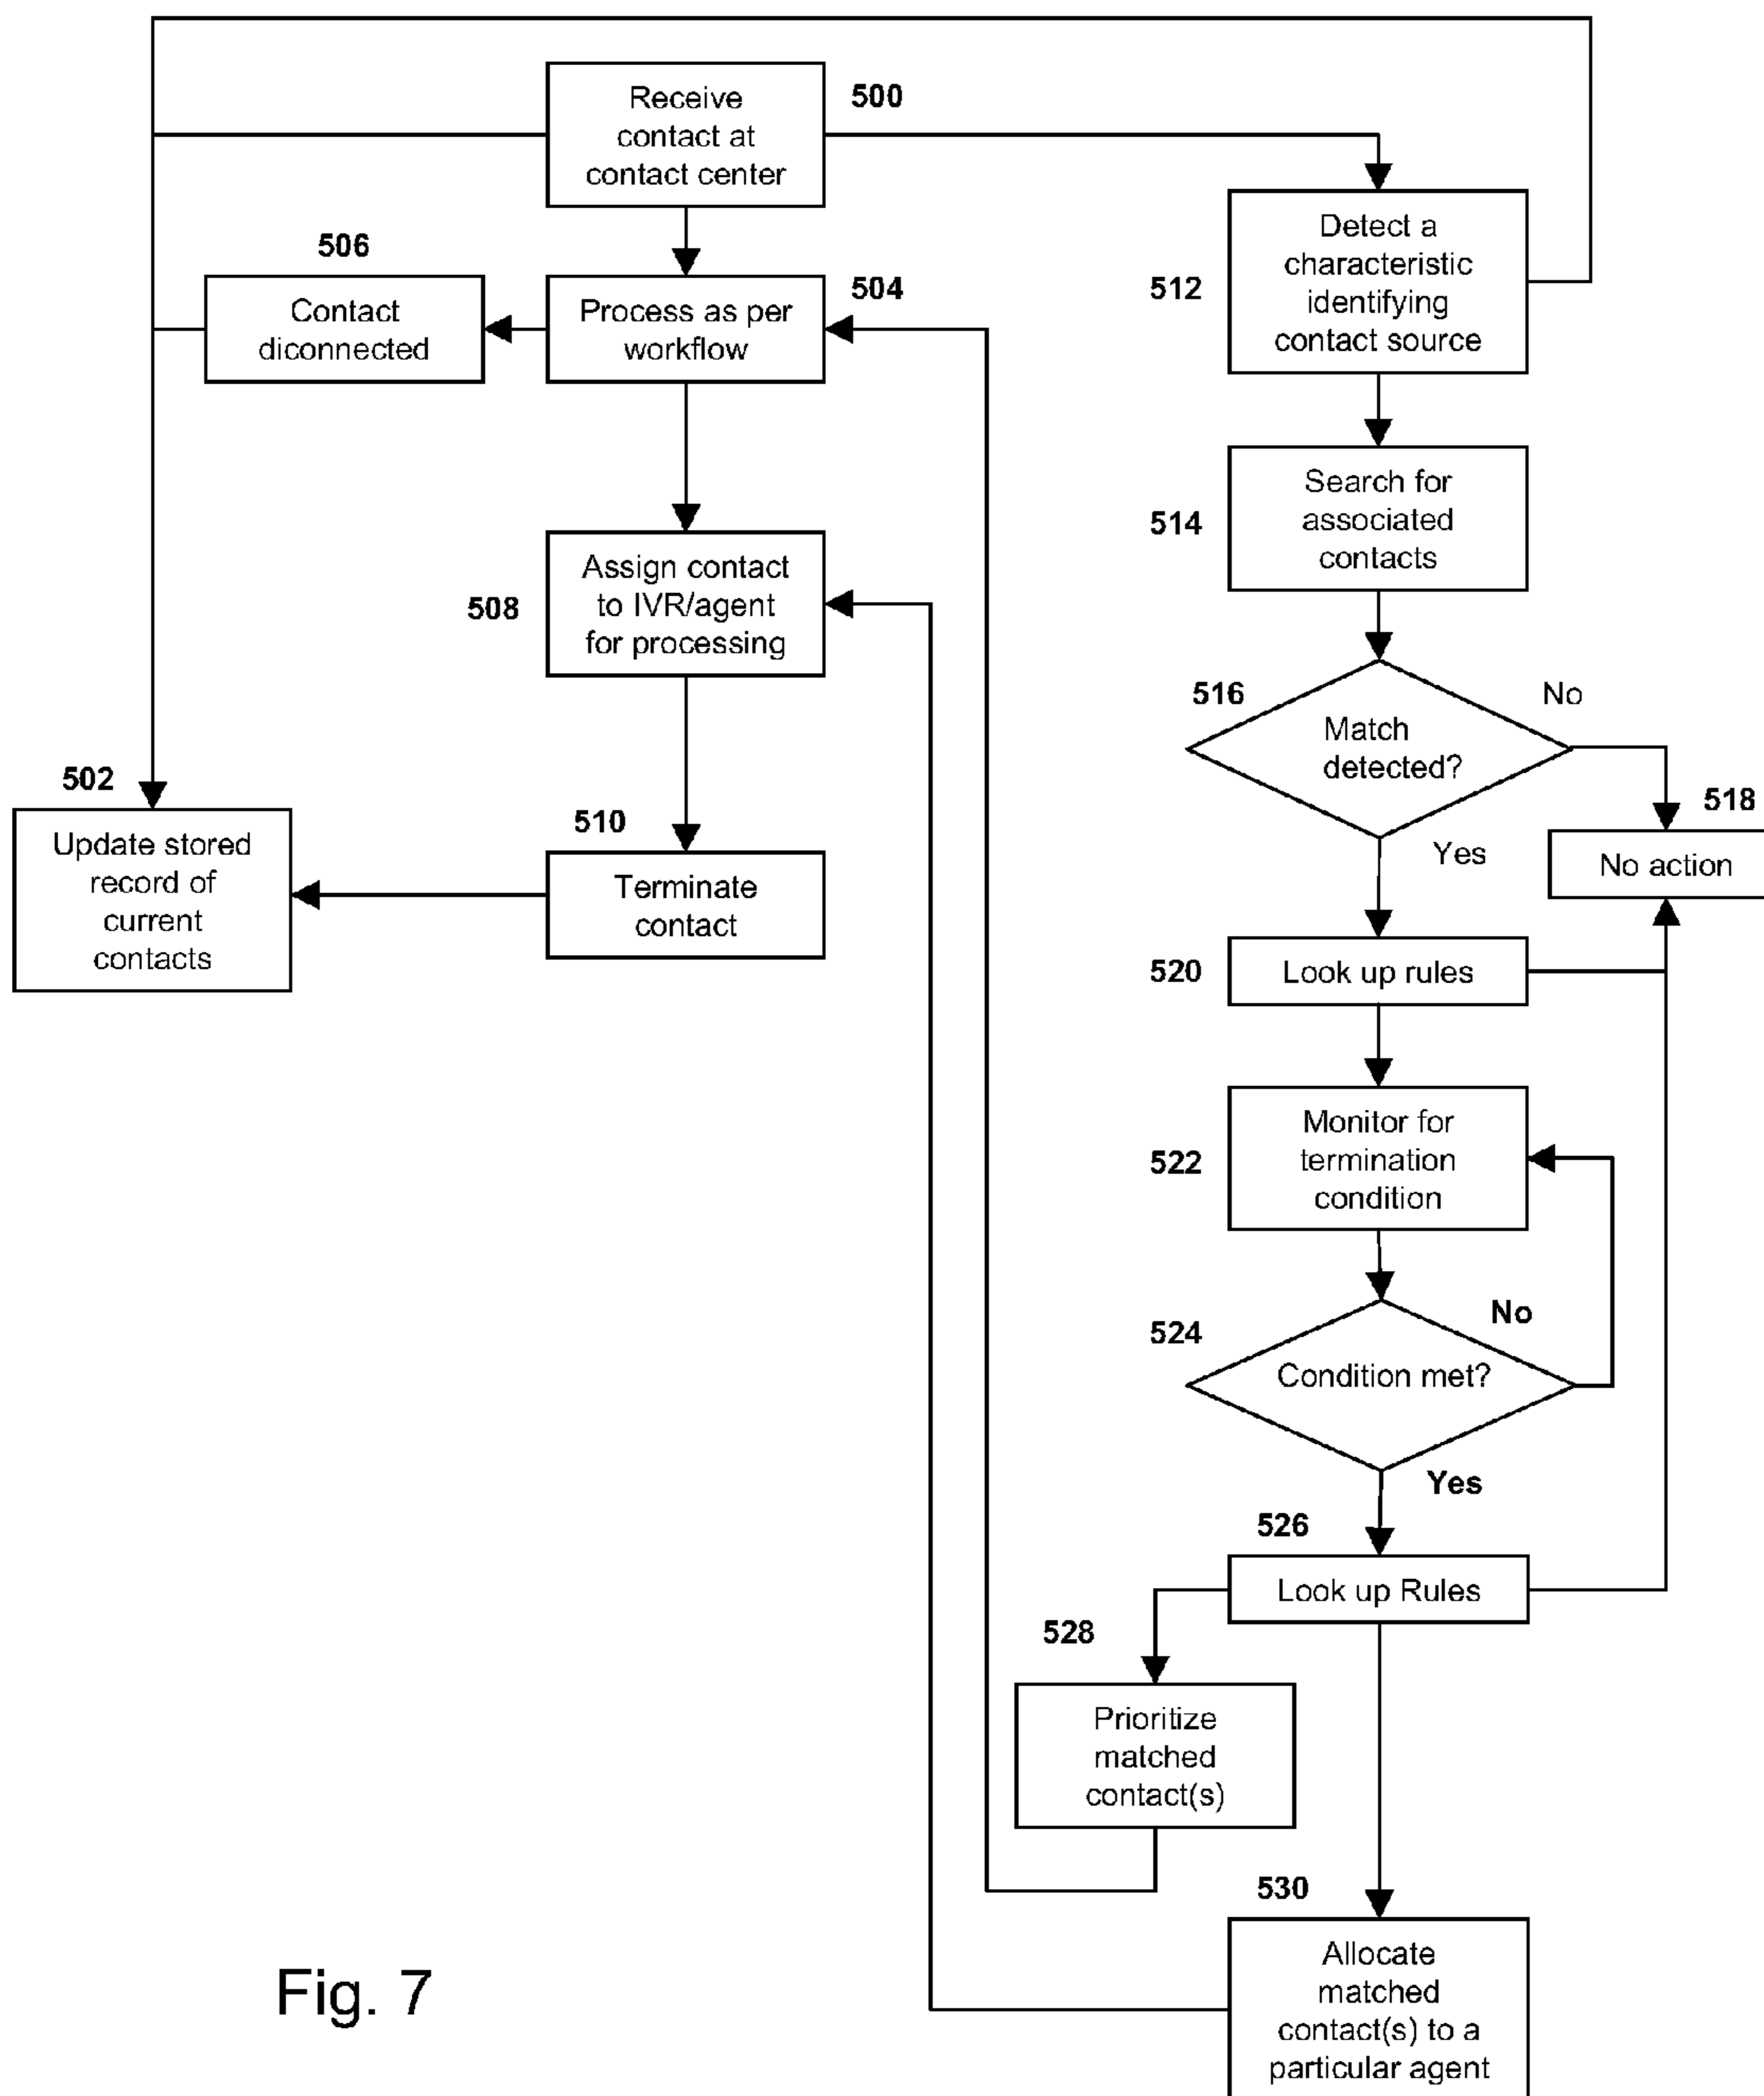 Receive
contact at
contact center
500
506
Contact
diconnected
Process as per
workflow
504
512
Detect a
characteristic
identifying
contact source
514
Search for
associated
contacts
508
Assign contact
to IVR/agent
for processing
516
Match
detected?
No
Yes
518
No action
502
Update stored
record of
current
contacts
510
Terminate
contact
520
Look up rules
522
Monitor for
termination
condition
524
Condition met?
No
Yes
526
Look up Rules
528
Prioritize
matched
contact(s)
530
Allocate
matched
contact(s) to a
particular agent
Fig. 7